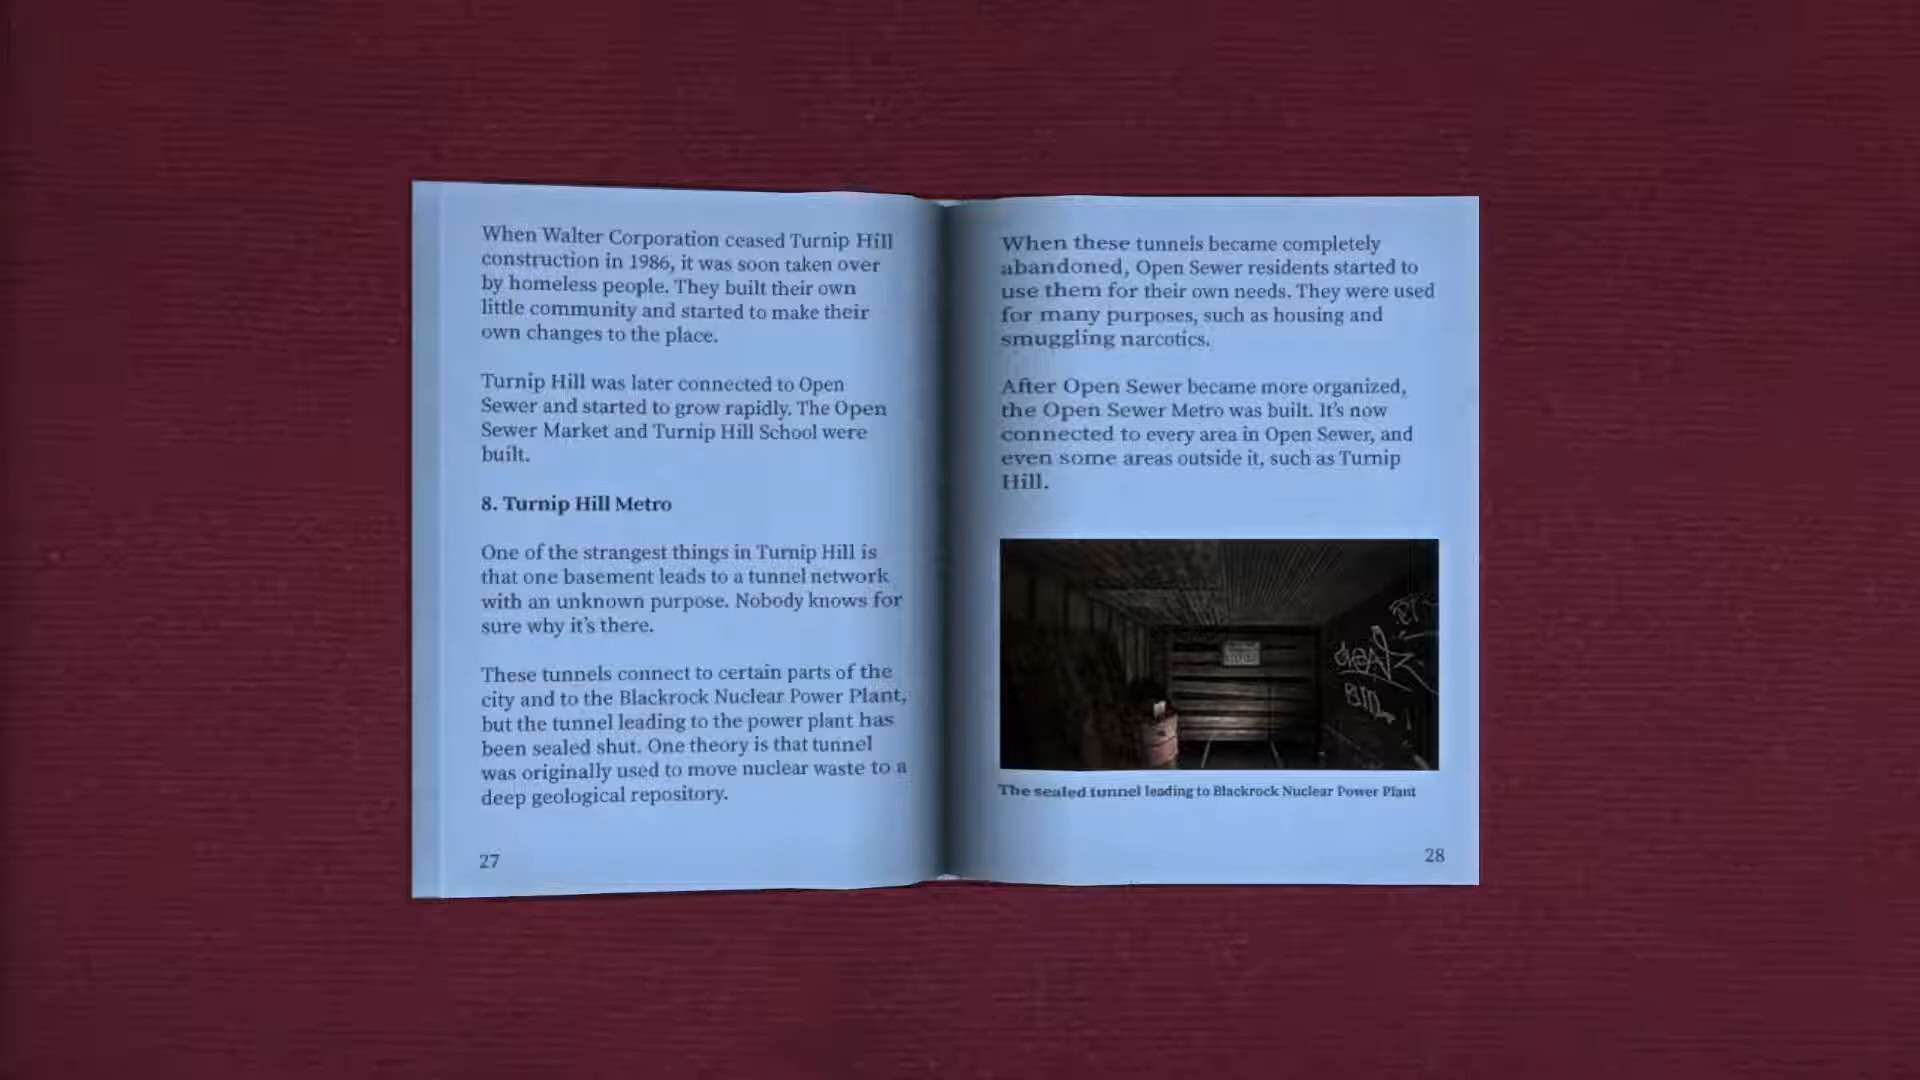 When Walter Corporation ceased Turnip Hill
construction in 1986, it was soon taken over
by homeless people. They built their own
little community and started to make their
own changes to the place.
Turnip Hill was later connected to Open
Sewer and started to grow rapidly. The Open
Sewer Market and Turnip Hill School were
built.
8. Turnip Hill Metro
One of the strangest things in Turnip Hill is
that one basement leads to a tunnel network
with an unknown purpose. Nobody knows for
sure why it's there.
These tunnels connect to certain parts of the
city and to the Blackrock Nuclear Power Plant,
but the tunnel leading to the power plant has
been sealed shut. One theory is that tunnel
was originally used to move nuclear waste to a
deep geological repository.
27
When these tunnels became completely
abandoned, Open Sewer residents started to
use them for their own needs. They were used
for many purposes, such as housing and
smuggling narcotics.
After Open Sewer became more organized,
the Open Sewer Metro was built. It's now
connected to every area in Open Sewer, and
even some areas outside it, such as Turnip
Hill.
The sealed tunnel leading to Blackrock Nuclear Power Plant
28